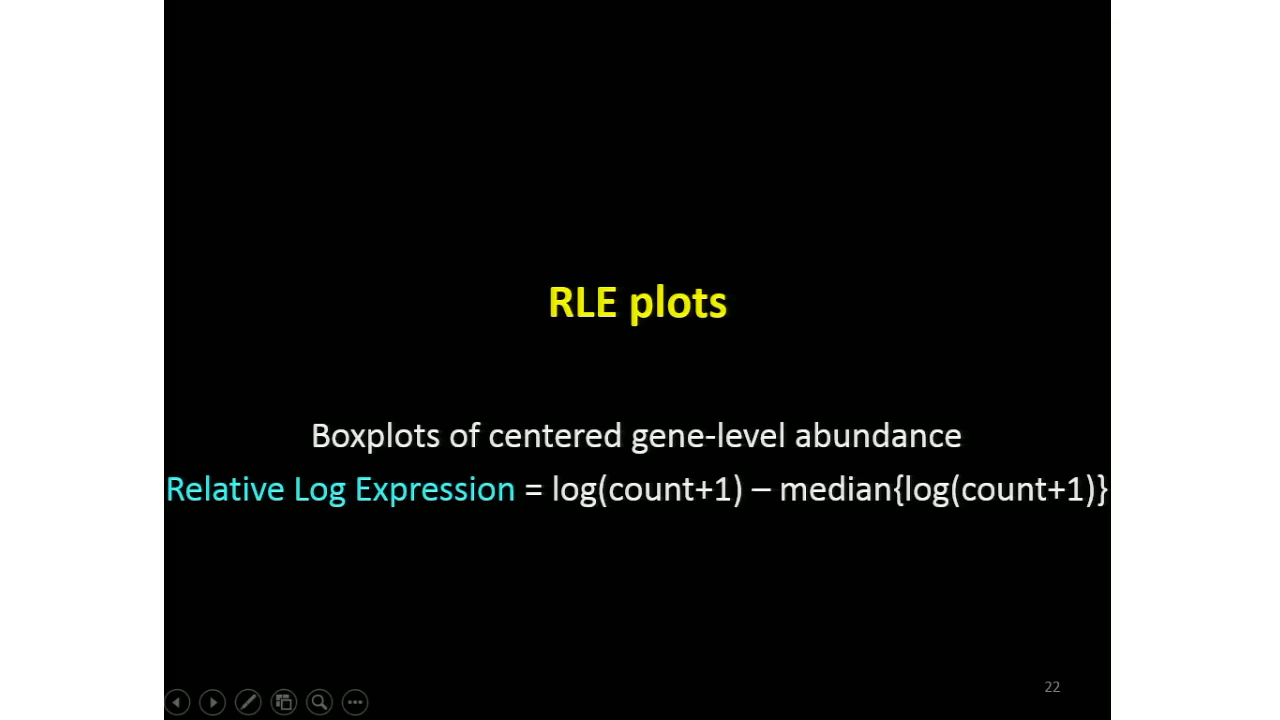 RLE plots
Boxplots of centered gene-level abundance
Relative Log Expression = log(count+1) – median{log(count+1)}
22